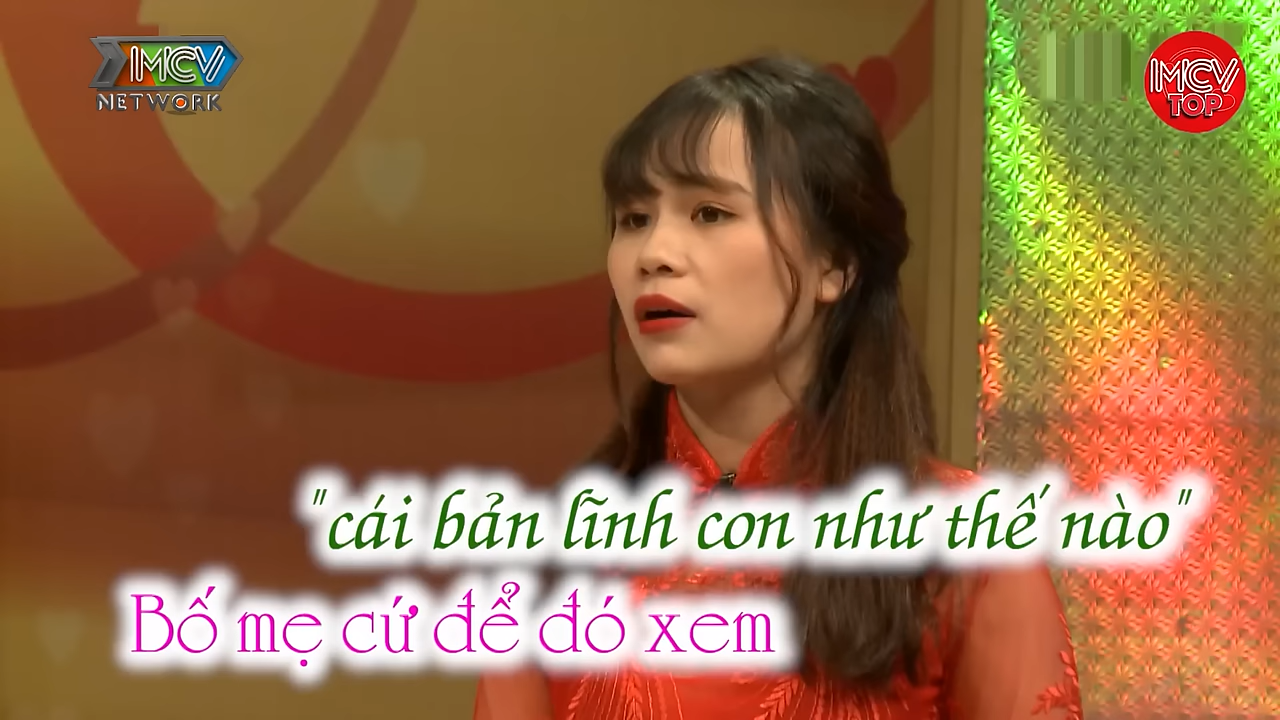 MCV
NETWORK
MCV
TOP
"cái bản lĩnh con như thế nào"
Bố mẹ cứ để đó xem